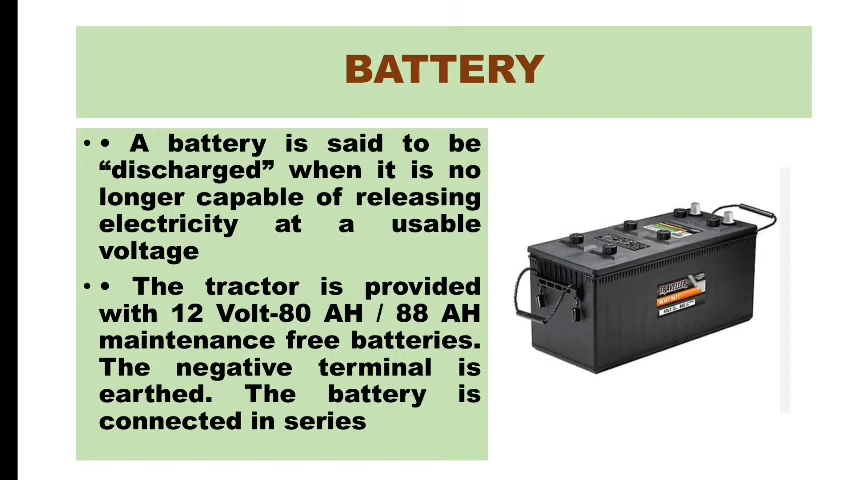 BATTERY
• • A battery is said to be
“discharged” when it is no
longer capable of releasing
electricity at a usable
voltage
• • The tractor is provided
with 12 Volt-80 AH / 88 AH
maintenance free batteries.
The negative terminal is
earthed. The battery is
connected in series
TRAVELLER